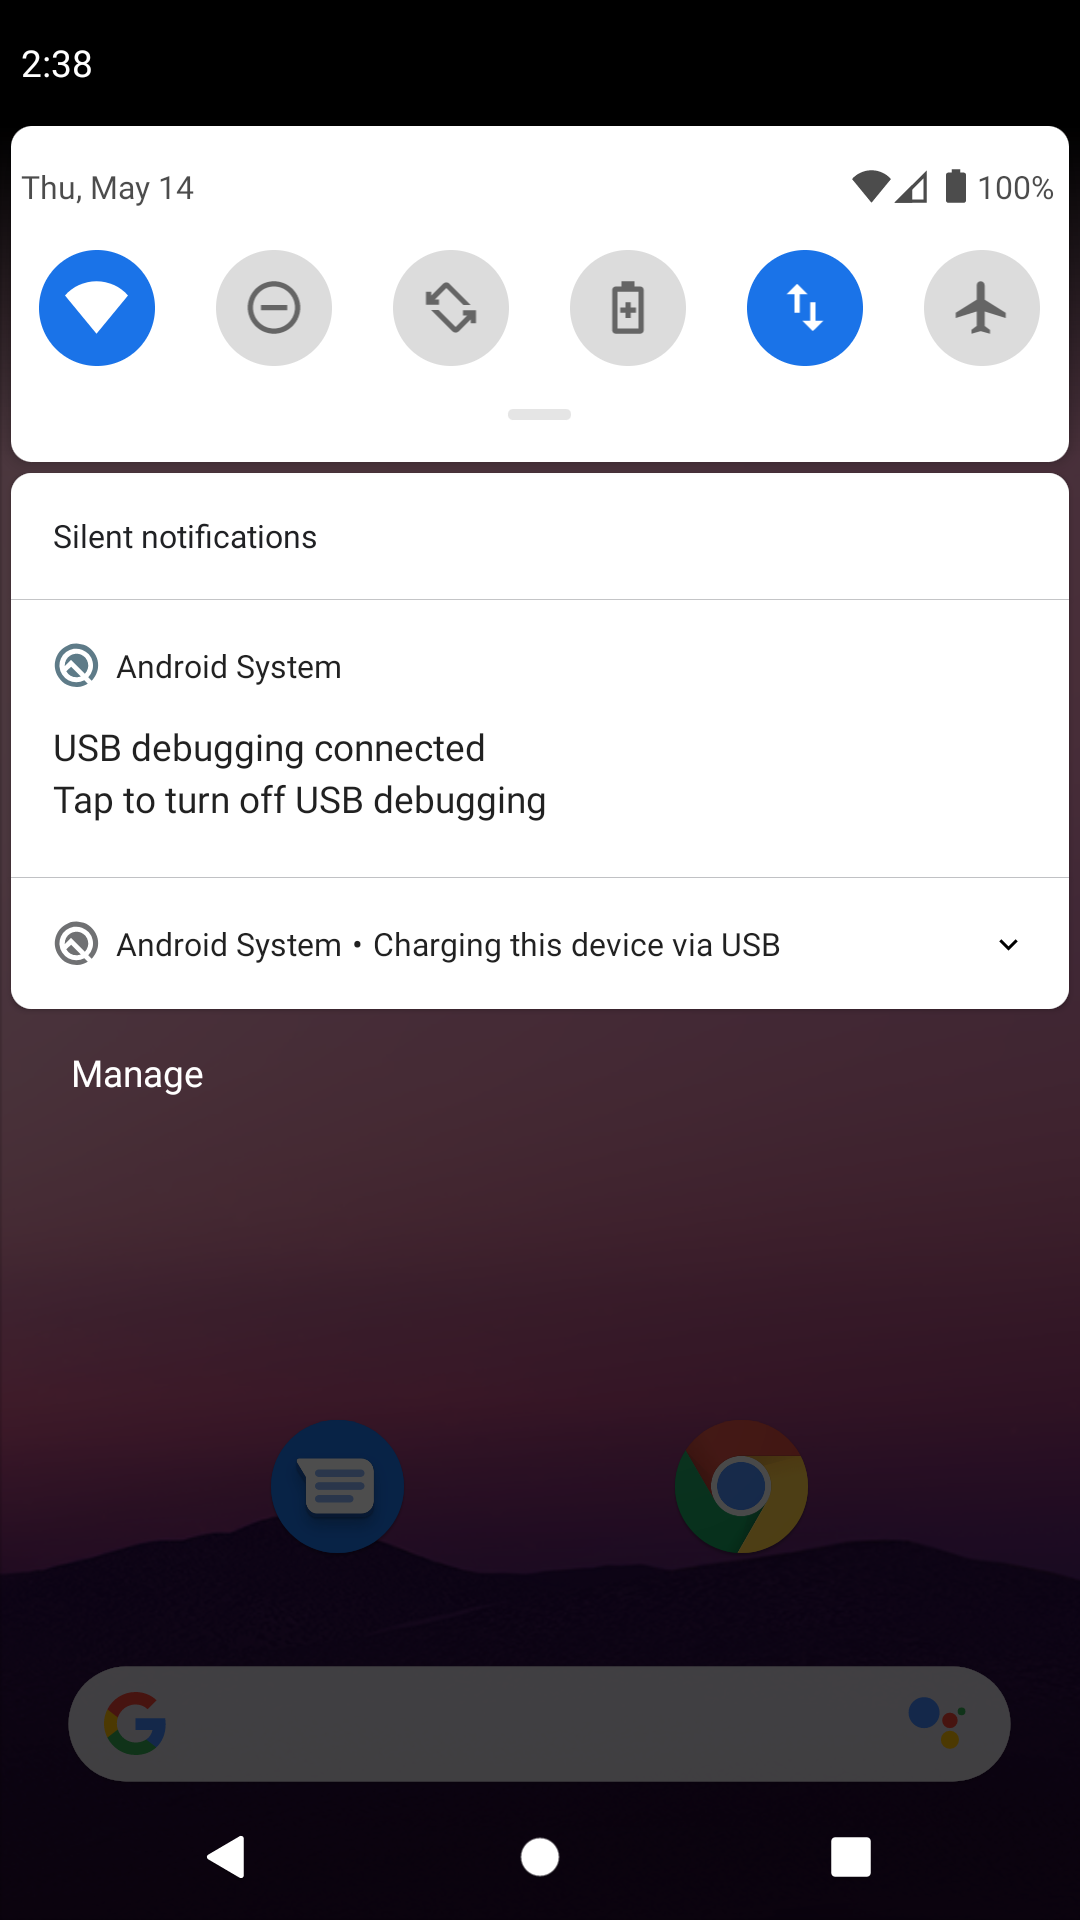 2:38
Thu, May 14
100%
Silent notifications
Android System
USB debugging connected
Tap to turn off USB debugging
Android System • Charging this device via USB
Manage